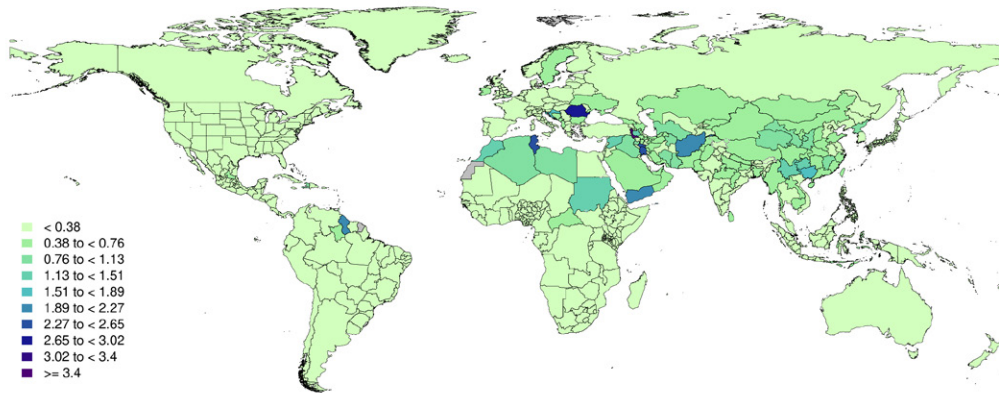 < 0.38
0.38 to < 0.76
0.76 to < 1.13
1.13 to < 1.51
1.51 to < 1.89
1.89 to < 2.27
2.27 to < 2.65
2.65 to < 3.02
3.02 to < 3.4
>= 3.4